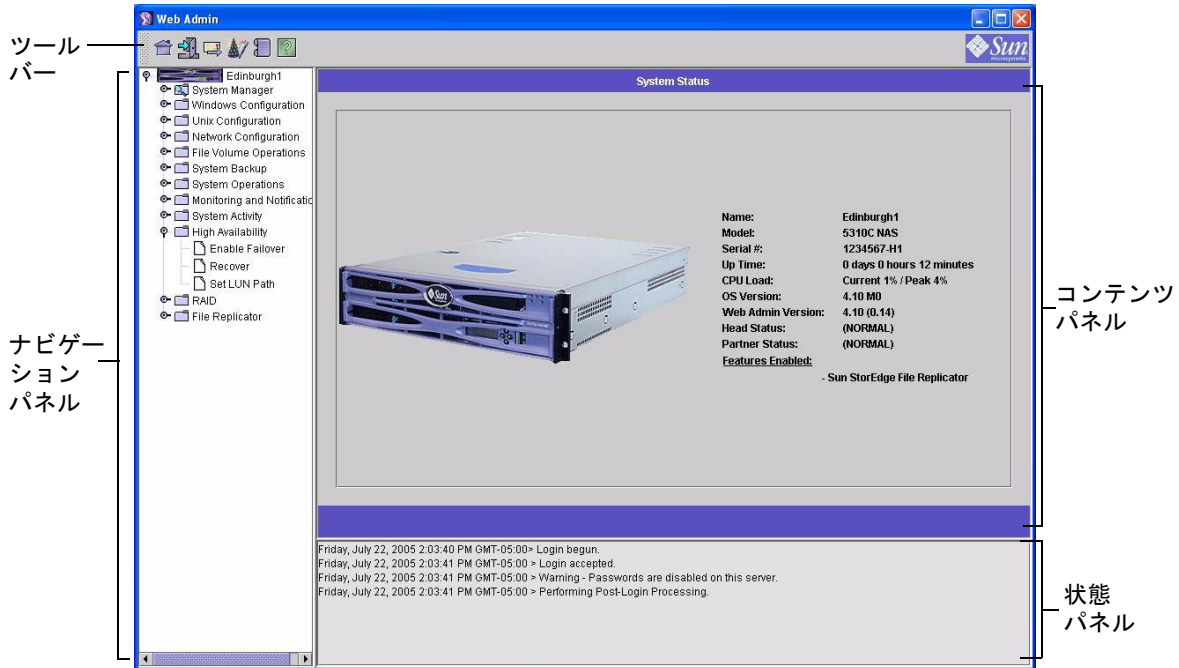 Web Admin
ツール
バー
Sun
microsystems
Edinburgh1
System Manager
Windows Configuration
Unix Configuration
Network Configuration
File Volume Operations
System Backup
System Operations
Monitoring and Notificatio
System Activity
High Availability
Enable Failover
Recover
Set LUN Path
RAID
File Replicator
ナビゲー
ション
パネル
System Status
Sun
Name: Edinburgh1
Model: 5310C NAS
Serial #: 1234567-H1
Up Time: 0 days 0 hours 12 minutes
CPU Load: Current 1% / Peak 4%
OS Version: 4.10 M0
Web Admin Version: 4.10 (0.14)
Head Status: (NORMAL)
Partner Status: (NORMAL)
Features Enabled:
- Sun StorEdge File Replicator
コンテンツ
パネル
Friday, July 22, 2005 2:03:40 PM GMT-05:00> Login begun.
Friday, July 22, 2005 2:03:41 PM GMT-05:00 > Login accepted.
Friday, July 22, 2005 2:03:41 PM GMT-05:00 > Warning - Passwords are disabled on this server.
Friday, July 22, 2005 2:03:41 PM GMT-05:00 > Performing Post-Login Processing.
状態
パネル